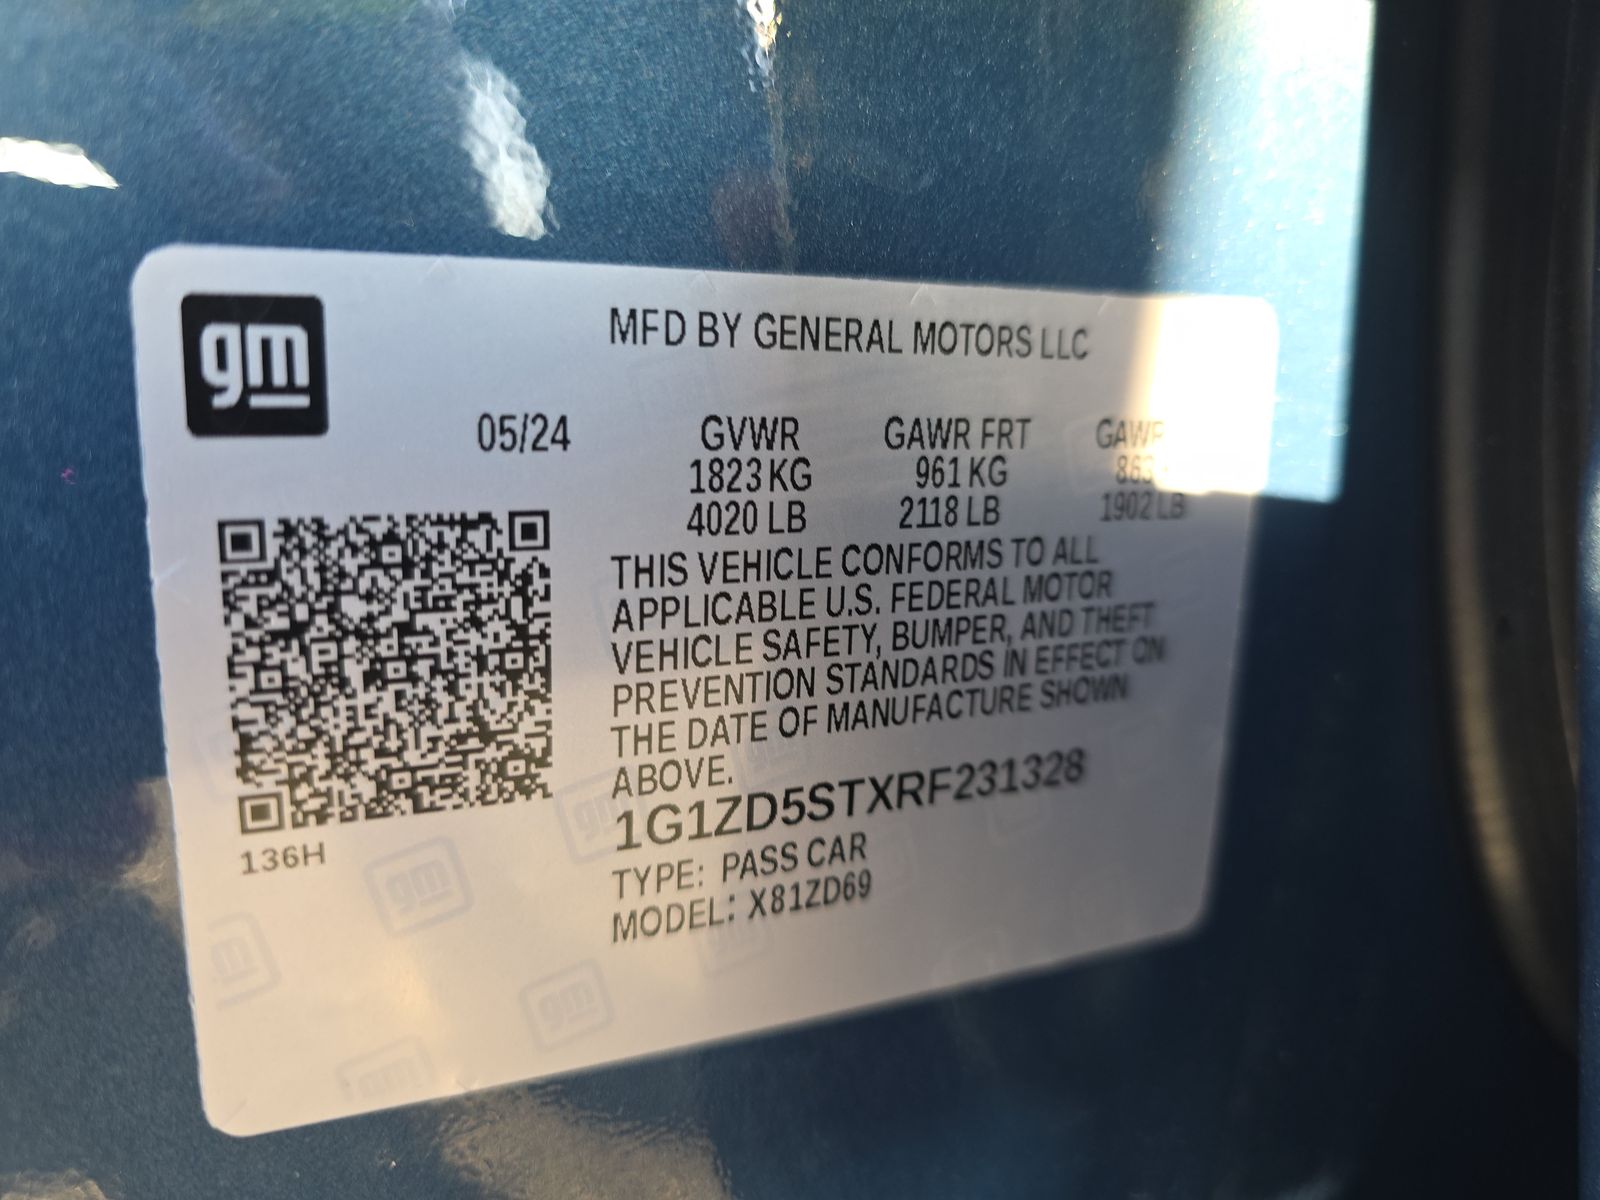 gm
MFD BY GENERAL MOTORS LLC
05/24 GVWR GAWR FRT
1823 KG 961 KG
4020 LB 2118 LB 1902 LB
THIS VEHICLE CONFORMS TO ALL
APPLICABLE U.S. FEDERAL MOTOR
VEHICLE SAFETY, BUMPER, AND THEFT
PREVENTION STANDARDS IN EFFECT ON
THE DATE OF MANUFACTURE SHOWN
ABOVE.
1G1ZD5STXRF231328
136H
TYPE: PASS CAR
MODEL: X81ZD69